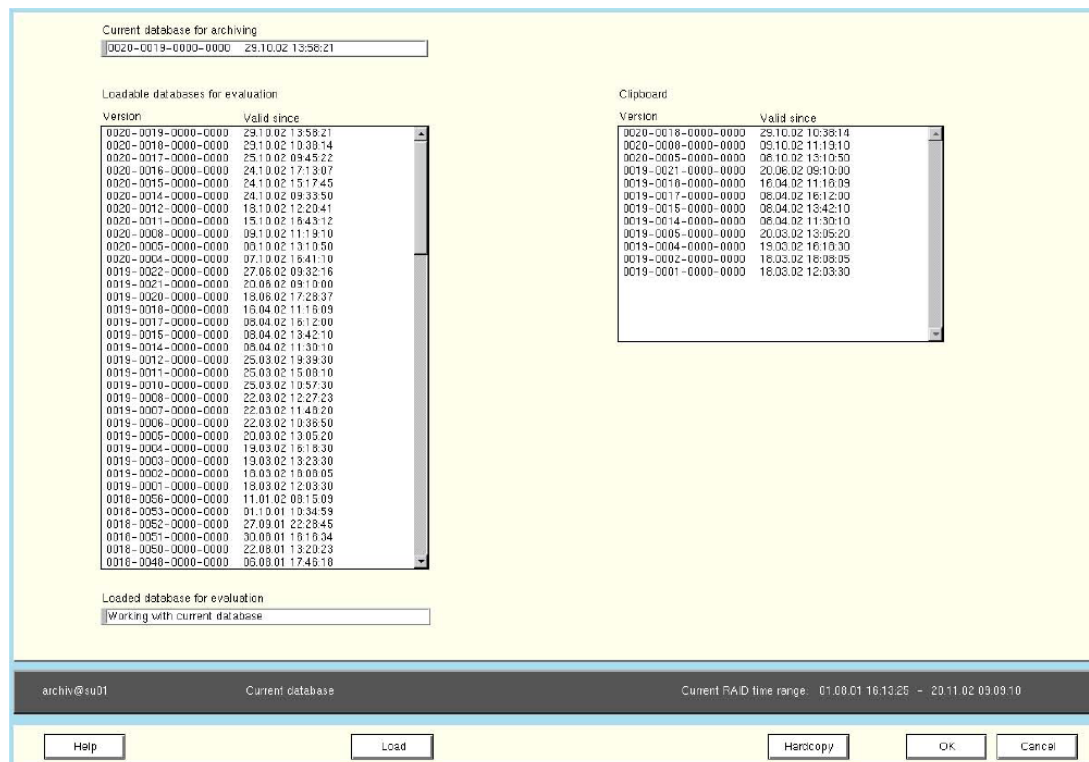 Current database for archiving
0020-0019-0000-0000 29.10.02 13:58:21
Loadable databases for evaluation
Version Valid since
0020-0019-0000-0000 29.10.02 13:58:21
0020-0018-0000-0000 29.10.02 10:38:14
0020-0017-0000-0000 25.10.02 09:45:22
0020-0016-0000-0000 24.10.02 17:13:07
0020-0015-0000-0000 24.10.02 15:17:45
0020-0014-0000-0000 24.10.02 09:33:50
0020-0012-0000-0000 18.10.02 12:20:41
0020-0011-0000-0000 15.10.02 16:43:12
0020-0008-0000-0000 09.10.02 11:19:10
0020-0005-0000-0000 08.10.02 13:10:50
0020-0004-0000-0000 07.10.02 16:41:10
0019-0022-0000-0000 27.06.02 09:32:16
0019-0021-0000-0000 20.06.02 09:10:00
0019-0020-0000-0000 18.06.02 17:28:37
0019-0018-0000-0000 16.04.02 11:16:09
0019-0017-0000-0000 08.04.02 16:12:00
0019-0015-0000-0000 08.04.02 13:42:10
0019-0014-0000-0000 08.04.02 11:30:10
0019-0012-0000-0000 25.03.02 19:39:30
0019-0011-0000-0000 25.03.02 15:08:10
0019-0010-0000-0000 25.03.02 10:57:30
0019-0008-0000-0000 22.03.02 12:27:23
0019-0007-0000-0000 22.03.02 11:48:20
0019-0006-0000-0000 22.03.02 10:36:50
0019-0005-0000-0000 20.03.02 13:05:20
0019-0004-0000-0000 19.03.02 16:18:30
0019-0003-0000-0000 19.03.02 13:23:30
0019-0002-0000-0000 18.03.02 18:08:05
0019-0001-0000-0000 18.03.02 12:03:30
0018-0056-0000-0000 11.01.02 08:15:09
0018-0053-0000-0000 01.10.01 10:34:59
0018-0052-0000-0000 27.09.01 22:28:45
0018-0051-0000-0000 30.08.01 16:16:34
0018-0050-0000-0000 22.08.01 13:20:23
0018-0048-0000-0000 06.08.01 17:46:18
Loaded database for evaluation
Working with current database
Clipboard
Version Valid since
0020-0018-0000-0000 29.10.02 10:38:14
0020-0008-0000-0000 09.10.02 11:19:10
0020-0005-0000-0000 08.10.02 13:10:50
0019-0021-0000-0000 20.06.02 09:10:00
0019-0018-0000-0000 16.04.02 11:16:09
0019-0017-0000-0000 08.04.02 16:12:00
0019-0015-0000-0000 08.04.02 13:42:10
0019-0014-0000-0000 08.04.02 11:30:10
0019-0005-0000-0000 20.03.02 13:05:20
0019-0004-0000-0000 19.03.02 16:18:30
0019-0002-0000-0000 18.03.02 18:08:05
0019-0001-0000-0000 18.03.02 12:03:30
archiv@su01 Current database Current RAID time range: 01.08.01 16:13:25 - 20.11.02 09:09:10
Help Load Hardcopy OK Cancel